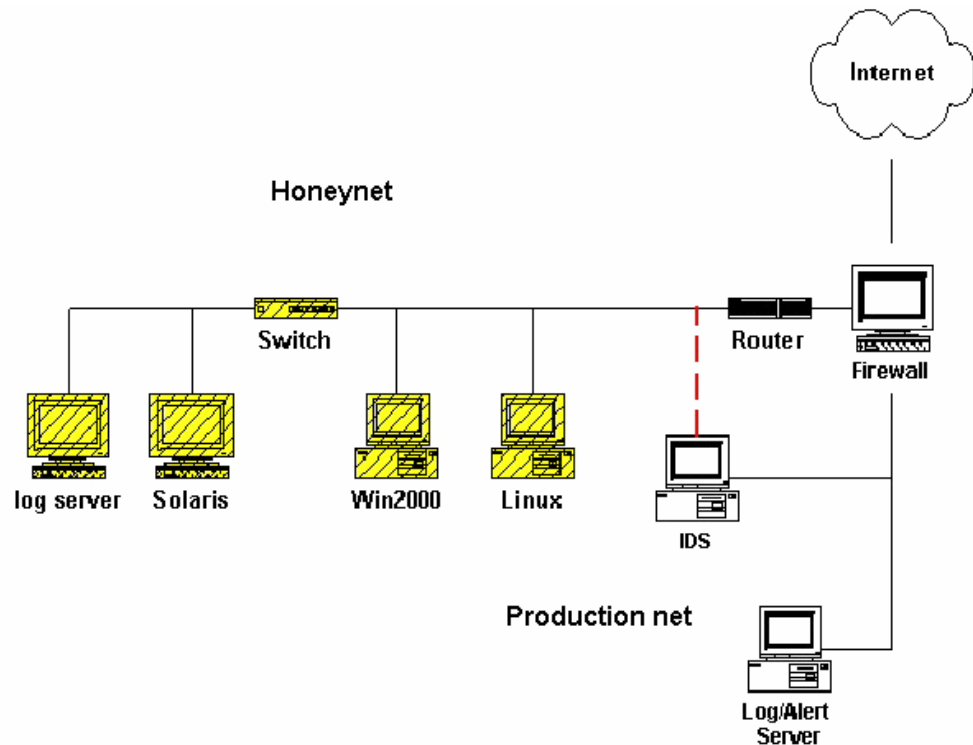 Internet
Honeynet
Switch
Router
Firewall
log server
Solaris
Win2000
Linux
IDS
Production net
Log/Alert
Server